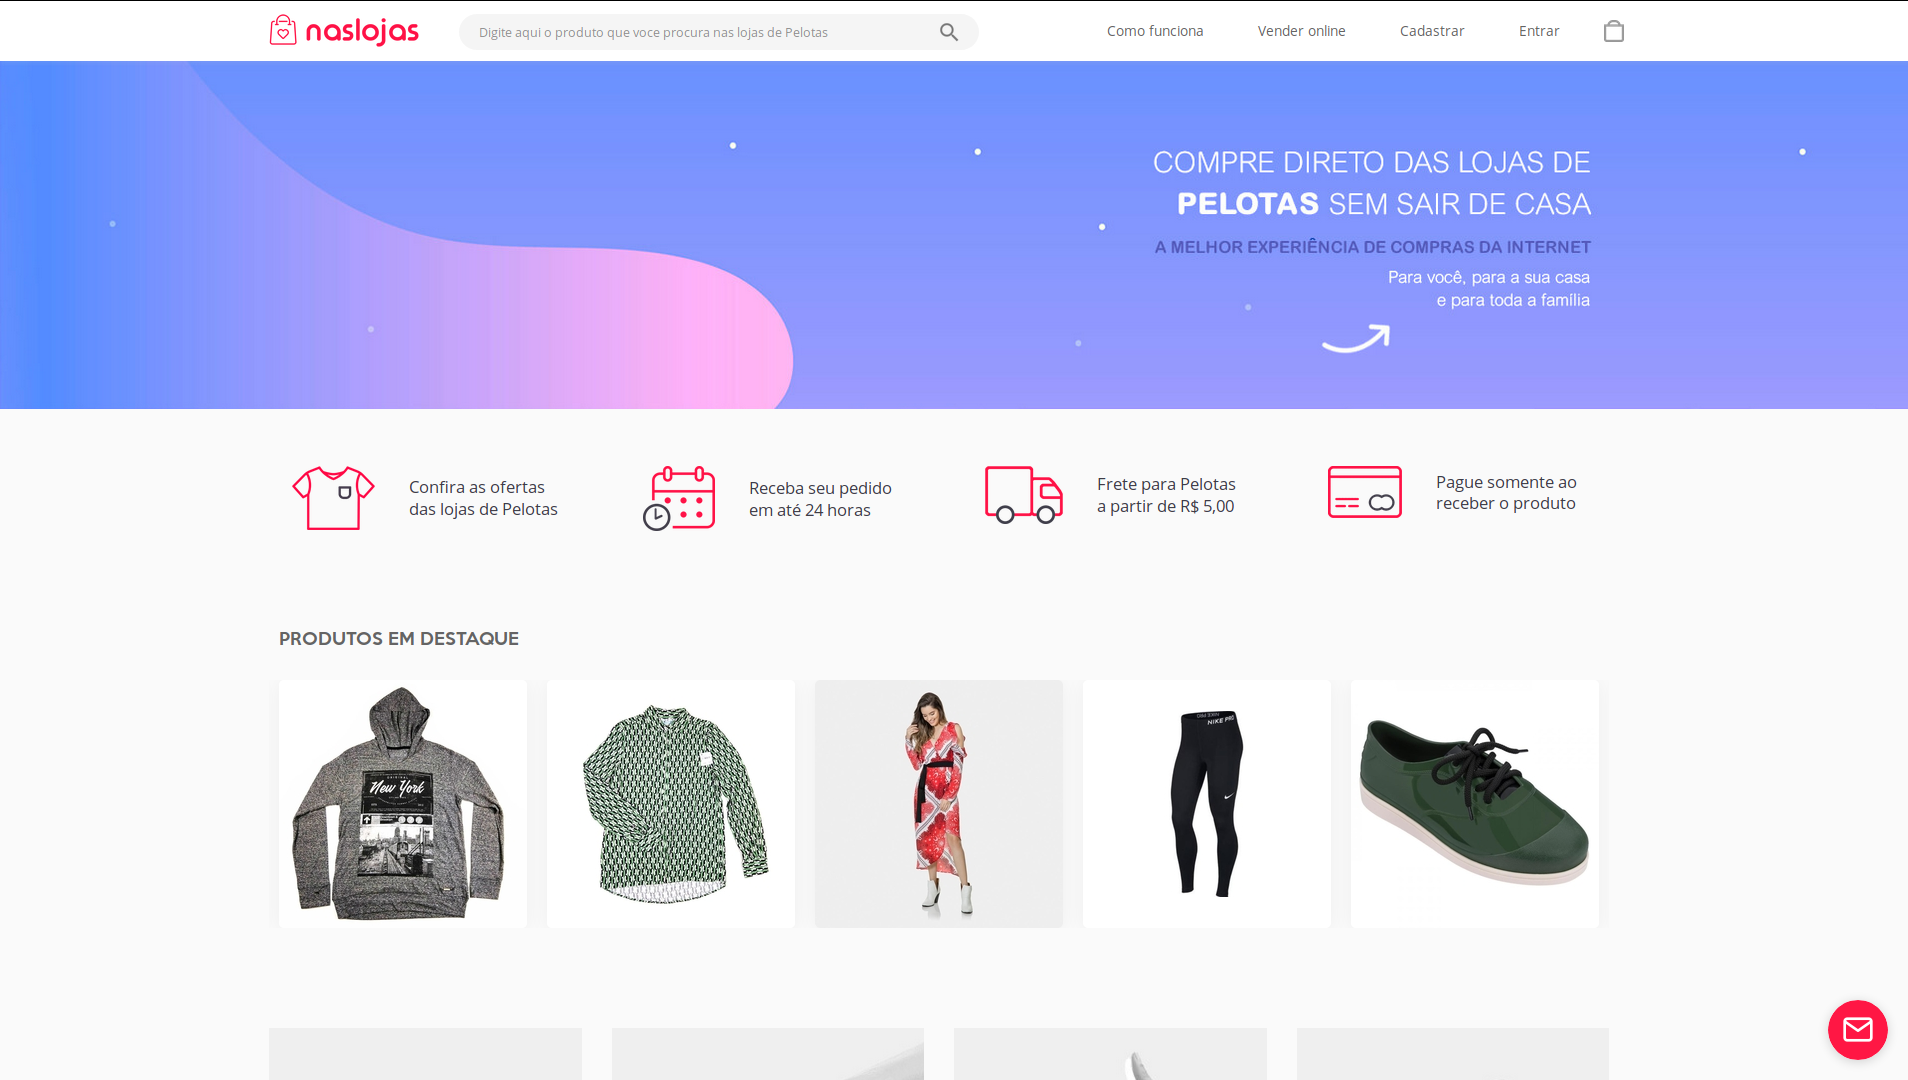 naslojas
Digite aqui o produto que voce procura nas lojas de Pelotas
Como funciona
Vender online
Cadastrar
Entrar
COMPRE DIRETO DAS LOJAS DE
PELOTAS SEM SAIR DE CASA
A MELHOR EXPERIÊNCIA DE COMPRAS DA INTERNET
Para você, para a sua casa
e para toda a família
Confira as ofertas
das lojas de Pelotas
Receba seu pedido
em até 24 horas
Frete para Pelotas
a partir de R$ 5,00
Pague somente ao
receber o produto
PRODUTOS EM DESTAQUE
ORIGINAL
New York
NIKE PRO